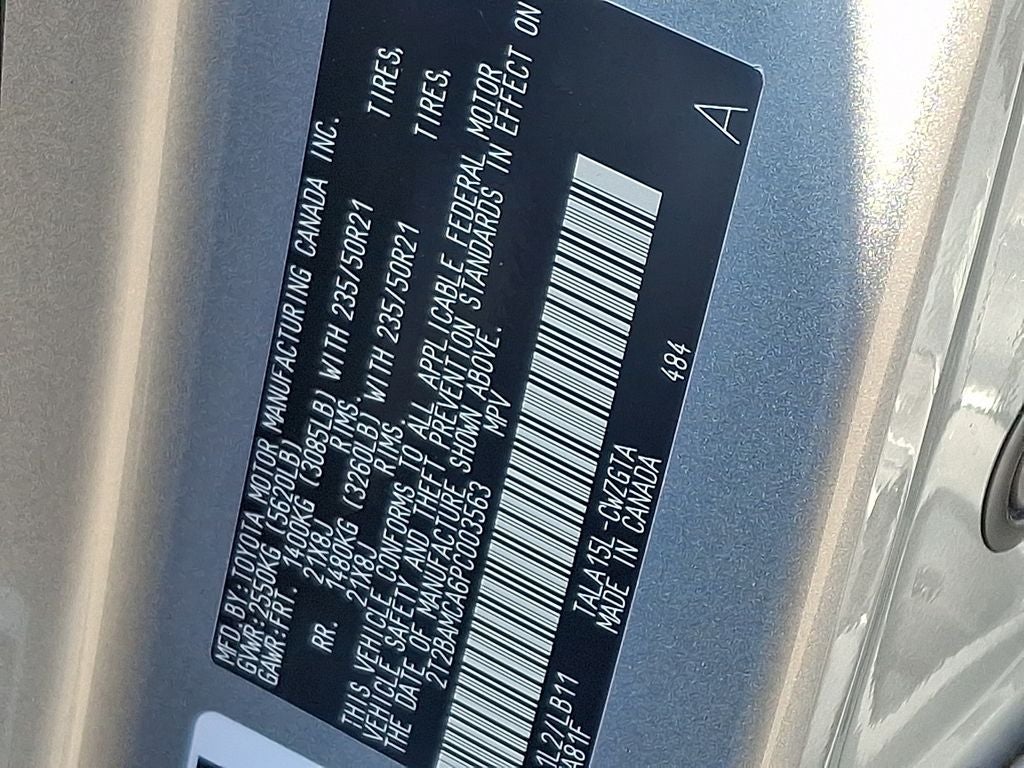 MFD.BY:TOYOTA MOTOR MANUFACTURING CANADA INC.
GVWR:2550KG (5620LB)
GAWR:FRT. 1400KG (3085LB) WITH 235/50R21 TIRES,
21X8J RIMS.
RR. 1480KG (3260LB) WITH 235/50R21 TIRES,
21X8J RIMS.
THIS VEHICLE CONFORMS TO ALL APPLICABLE FEDERAL MOTOR
VEHICLE SAFETY AND THEFT PREVENTION STANDARDS IN EFFECT ON
THE DATE OF MANUFACTURE SHOWN ABOVE.
2T2BAMCA6PC003563 MPV
1L2/LB11 TALA15L-CWZGTA 484 A
A81F MADE IN CANADA